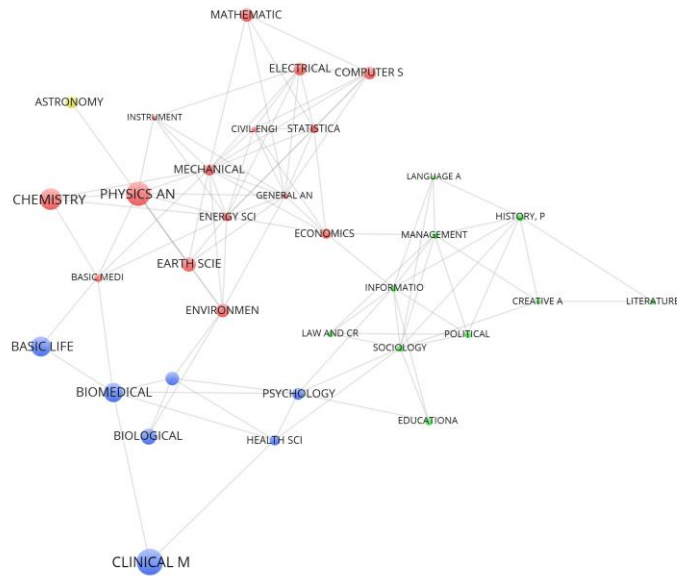 MATHEMATIC
ELECTRICAL
COMPUTER S
ASTRONOMY
INSTRUMENT
CIVIL ENGI
STATISTICA
MECHANICAL
LANGUAGE A
CHEMISTRY
PHYSICS AN
GENERAL AN
ENERGY SCI
HISTORY, P
ECONOMICS
MANAGEMENT
EARTH SCIE
BASIC MEDI
INFORMATIO
CREATIVE A
LITERATURE
ENVIRONMEN
LAW AND CR
POLITICAL
BASIC LIFE
SOCIOLOGY
BIOMEDICAL
PSYCHOLOGY
EDUCATIONA
BIOLOGICAL
HEALTH SCI
CLINICAL M